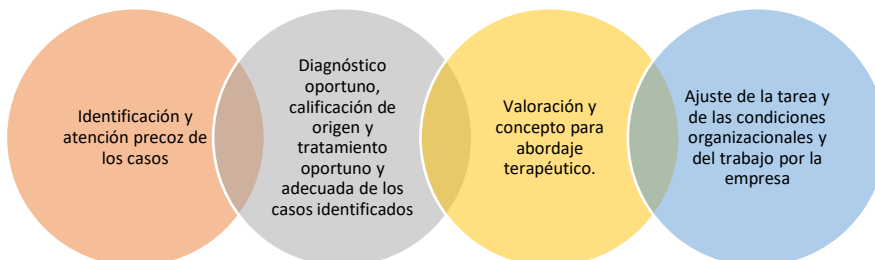 Identificación y
atención precoz de
los casos
Diagnóstico
oportuno,
calificación de
origen y
tratamiento
oportuno y
adecuada de los
casos identificados
Valoración y
concepto para
abordaje
terapéutico.
Ajuste de la tarea y
de las condiciones
organizacionales y
del trabajo por la
empresa